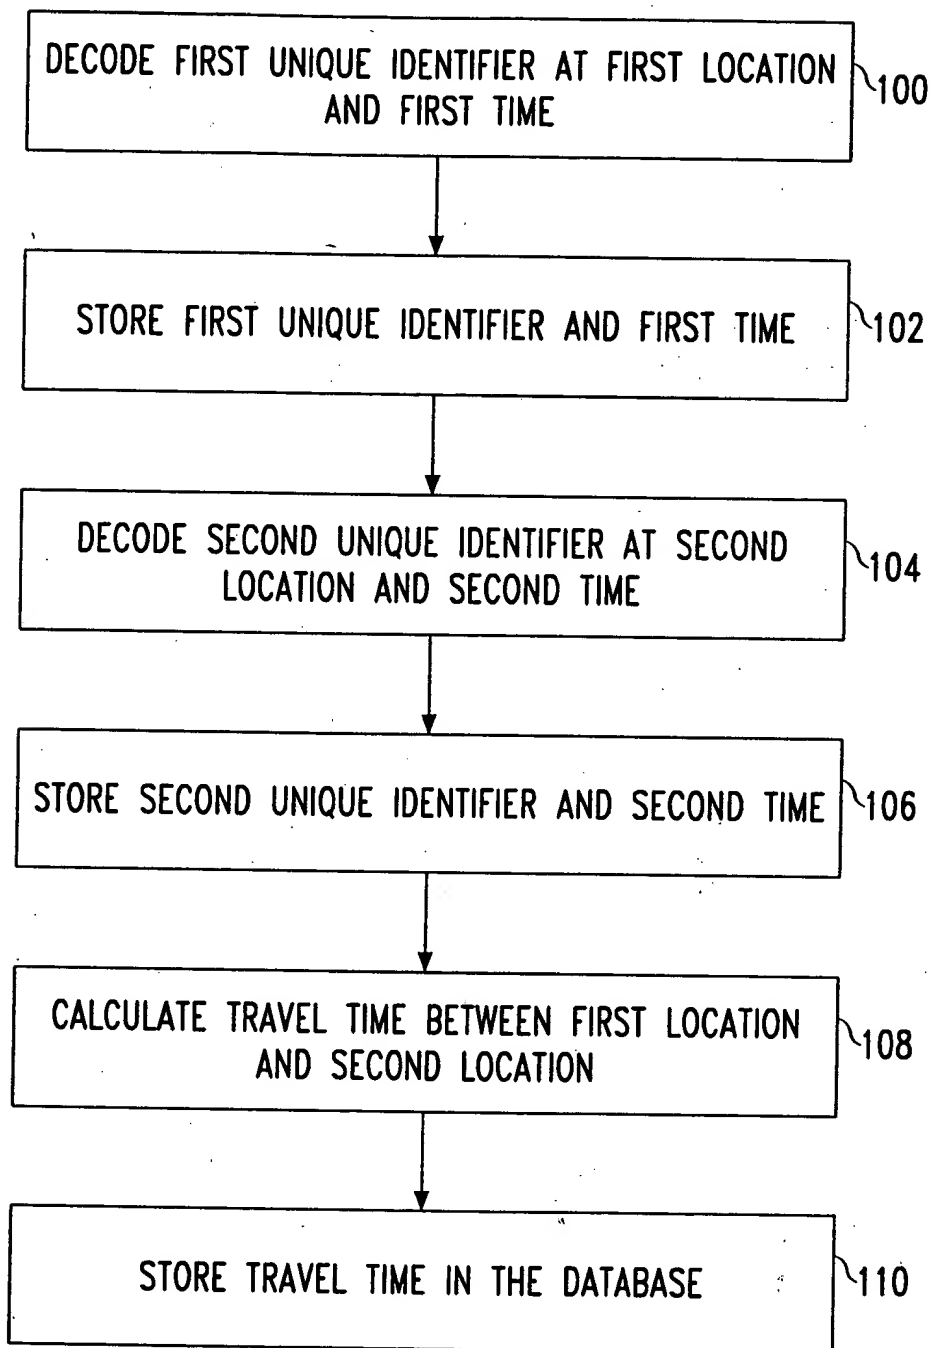 DECODE FIRST UNIQUE IDENTIFIER AT FIRST LOCATION
AND FIRST TIME
100
STORE FIRST UNIQUE IDENTIFIER AND FIRST TIME
102
DECODE SECOND UNIQUE IDENTIFIER AT SECOND
LOCATION AND SECOND TIME
104
STORE SECOND UNIQUE IDENTIFIER AND SECOND TIME
106
CALCULATE TRAVEL TIME BETWEEN FIRST LOCATION
AND SECOND LOCATION
108
STORE TRAVEL TIME IN THE DATABASE
110